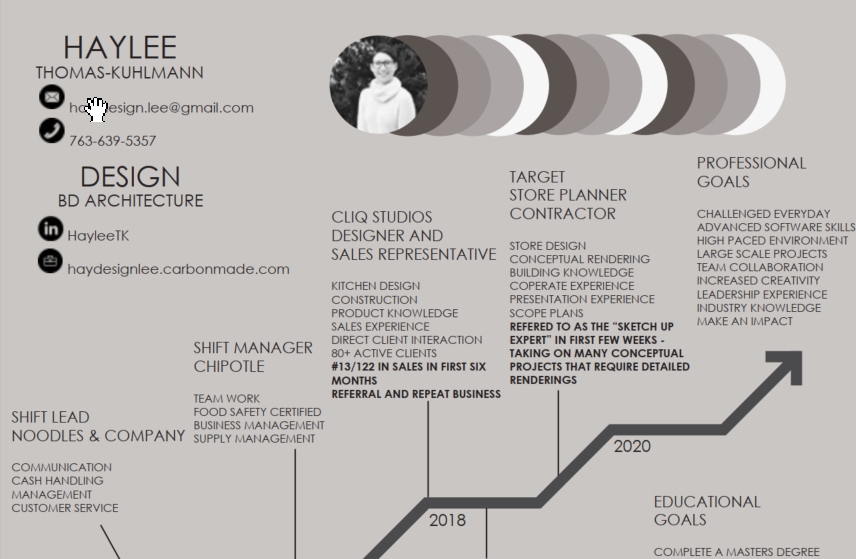 HAYLEE
THOMAS-KUHLMANN
design.lee@gmail.com
763-639-5357
DESIGN
BD ARCHITECTURE
in
HayleeTK
haydesignlee.carbonmade.com
SHIFT LEAD
NOODLES & COMPANY
COMMUNICATION
CASH HANDLING
MANAGEMENT
CUSTOMER SERVICE
SHIFT MANAGER
CHIPOTLE
TEAM WORK
FOOD SAFETY CERTIFIED
BUSINESS MANAGEMENT
SUPPLY MANAGEMENT
CLIQ STUDIOS
DESIGNER AND
SALES REPRESENTATIVE
KITCHEN DESIGN
CONSTRUCTION
PRODUCT KNOWLEDGE
SALES EXPERIENCE
DIRECT CLIENT INTERACTION
80+ ACTIVE CLIENTS
#13/122 IN SALES IN FIRST SIX
MONTHS
REFERRAL AND REPEAT BUSINESS
TARGET
STORE PLANNER
CONTRACTOR
STORE DESIGN
CONCEPTUAL RENDERING
BUILDING KNOWLEDGE
COPERATE EXPERIENCE
PRESENTATION EXPERIENCE
SCOPE PLANS
REFERED TO AS THE "SKETCH UP
EXPERT" IN FIRST FEW WEEKS -
TAKING ON MANY CONCEPTUAL
PROJECTS THAT REQUIRE DETAILED
RENDERINGS
PROFESSIONAL
GOALS
CHALLENGED EVERYDAY
ADVANCED SOFTWARE SKILLS
HIGH PACED ENVIRONMENT
LARGE SCALE PROJECTS
TEAM COLLABORATION
INCREASED CREATIVITY
LEADERSHIP EXPERIENCE
INDUSTRY KNOWLEDGE
MAKE AN IMPACT
2018
2020
EDUCATIONAL
GOALS
COMPLETE A MASTERS DEGREE